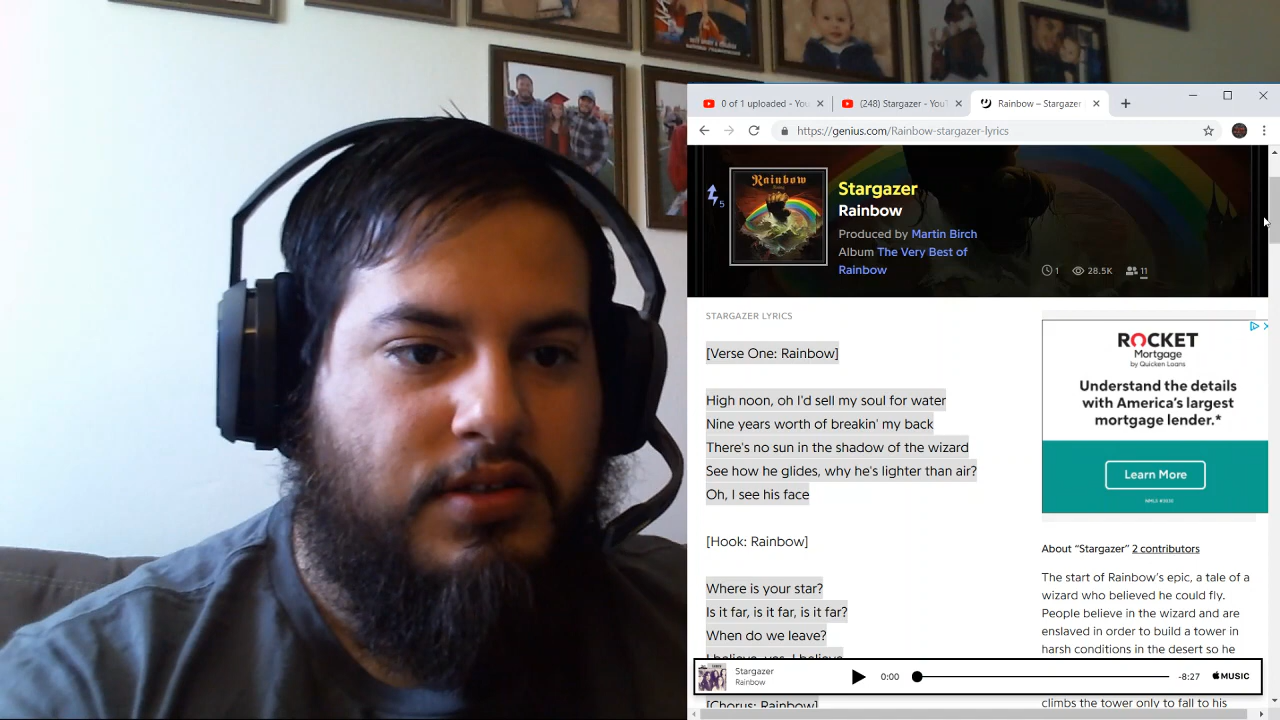 0 of 1 uploaded - You
(248) Stargazer - You
Rainbow – Stargazer
https://genius.com/Rainbow-stargazer-lyrics
5
Rainbow
Stargazer
Rainbow
Produced by Martin Birch
Album The Very Best of
Rainbow
1 28.5K 11
STARGAZER LYRICS
[Verse One: Rainbow]
High noon, oh I'd sell my soul for water
Nine years worth of breakin' my back
There's no sun in the shadow of the wizard
See how he glides, why he's lighter than air?
Oh, I see his face
[Hook: Rainbow]
Where is your star?
Is it far, is it far, is it far?
When do we leave?
I believe, yes, I believe
[Chorus: Rainbow]
ROCKET
Mortgage
by Quicken Loans
Understand the details
with America's largest
mortgage lender.*
Learn More
NMLS #3030
About “Stargazer” 2 contributors
The start of Rainbow's epic, a tale of a
wizard who believed he could fly.
People believe in the wizard and are
enslaved in order to build a tower in
harsh conditions in the desert so he
climbs the tower only to fall to his
Stargazer
Rainbow
0:00
-8:27
MUSIC